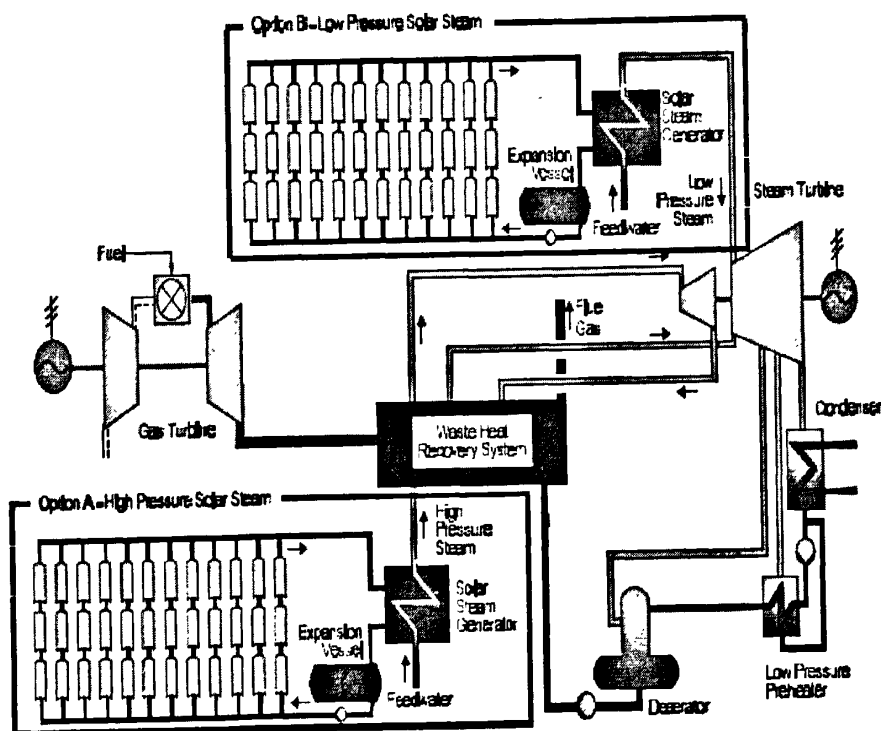 Option B - Low Pressure Solar Steam
Solar
Steam
Generator
Expansion
Vessel
Feedwater
Low
Pressure
Steam
Steam Turbine
Fuel
Flue
Gas
Gas Turbine
Waste Heat
Recovery System
Condenser
Option A - High Pressure Solar Steam
High
Pressure
Steam
Solar
Steam
Generator
Expansion
Vessel
Feedwater
Deaerator
Low Pressure
Preheater